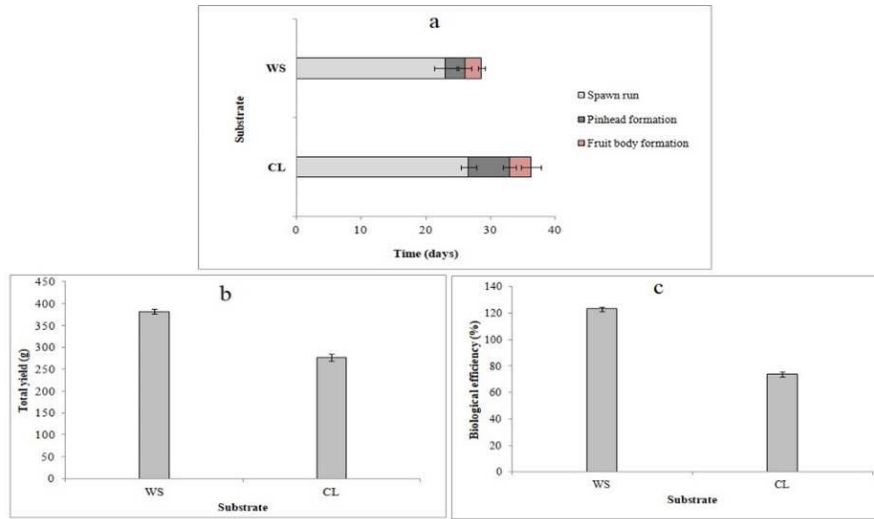 a
WS
CL
Substrate
0 10 20 30 40
Time (days)
Spawn run
Pinhead formation
Fruit body formation
b
450
400
350
300
250
200
150
100
50
0
Total yield (g)
WS CL
Substrate
c
140
120
100
80
60
40
20
0
Biological efficiency (%)
WS CL
Substrate